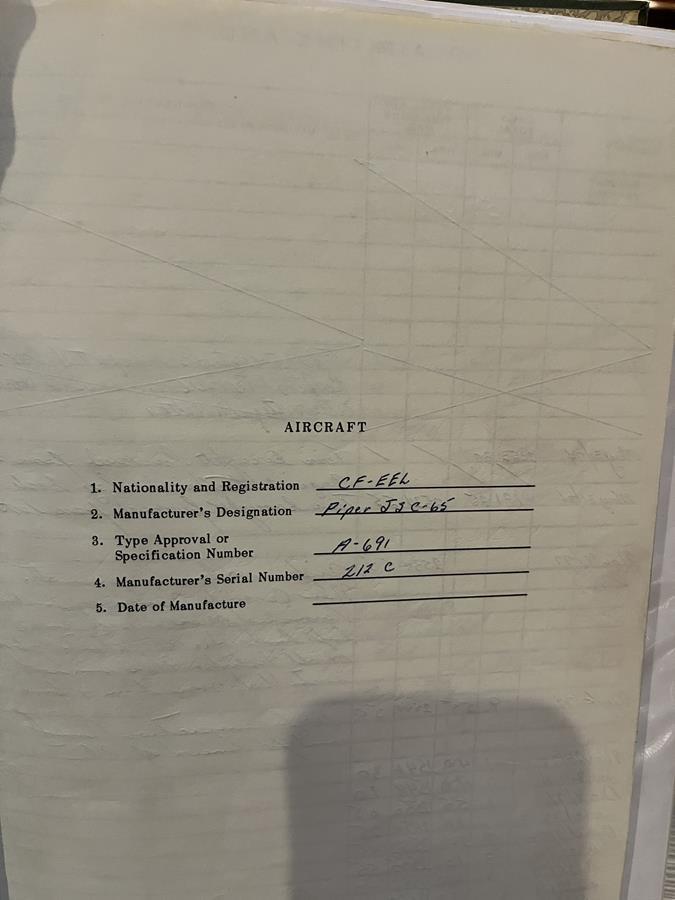 AIRCRAFT
1. Nationality and Registration CF-EEL
2. Manufacturer's Designation Piper J3C-65
3. Type Approval or
Specification Number A-691
4. Manufacturer's Serial Number 212 C
5. Date of Manufacture